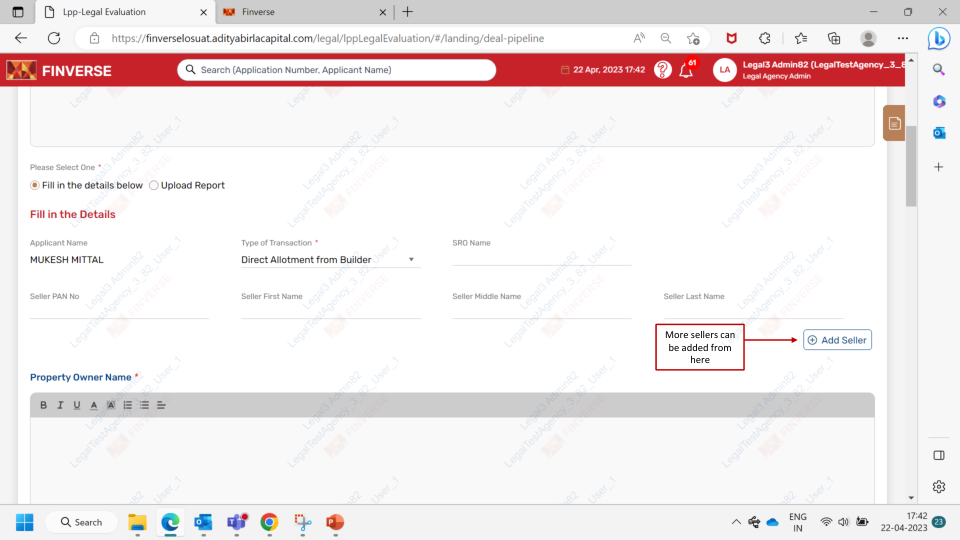 Lpp-Legal Evaluation
Finverse
https://finverselosuat.adityabirlacapital.com/legal/lppLegalEvaluation/#/landing/deal-pipeline
FINVERSE
Search (Application Number, Applicant Name)
22 Apr, 2023 17:42
61
LA
Legal3 Admin82 (LegalTestAgency_3_8
Legal Agency Admin
Please Select One *
Fill in the details below
Upload Report
Fill in the Details
Applicant Name
Type of Transaction *
SRO Name
MUKESH MITTAL
Direct Allotment from Builder
Seller PAN No
Seller First Name
Seller Middle Name
Seller Last Name
More sellers can
be added from
here
Add Seller
Property Owner Name *
B I U A A
Legal3 Admin82
LegalTestAgency_3_82_User_1
FINVERSE
Search
ENG
IN
17:42
22-04-2023
23